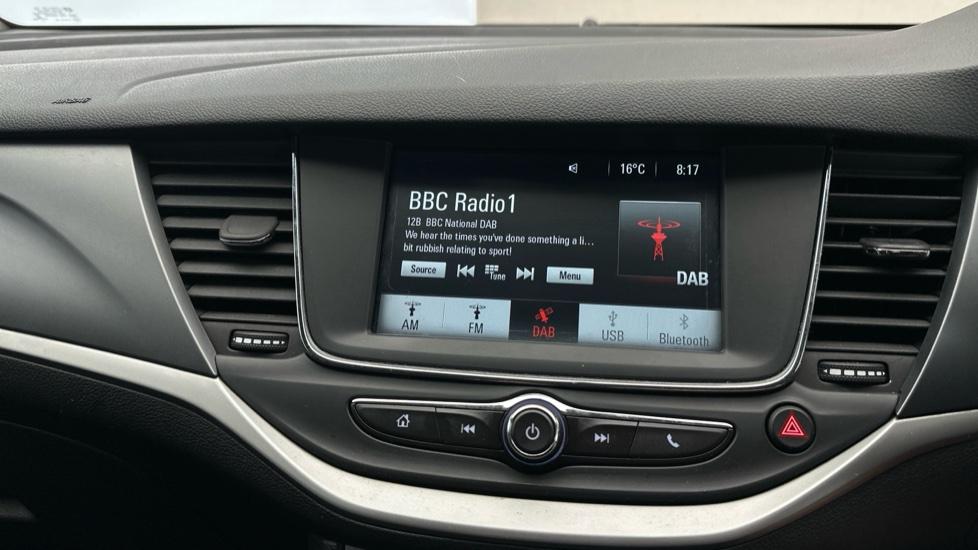 AIRBAG
16°C 8:17
BBC Radio1
12B BBC National DAB
We hear the times you've done something a li...
bit rubbish relating to sport!
Source Tune Menu
DAB
AM FM DAB USB Bluetooth